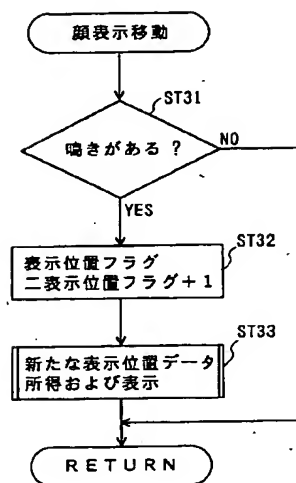 顔表示移動
ST31
鳴きがある ?
NO
YES
ST32
表示位置フラグ
二表示位置フラグ+1
ST33
新たな表示位置データ
所得および表示
RETURN